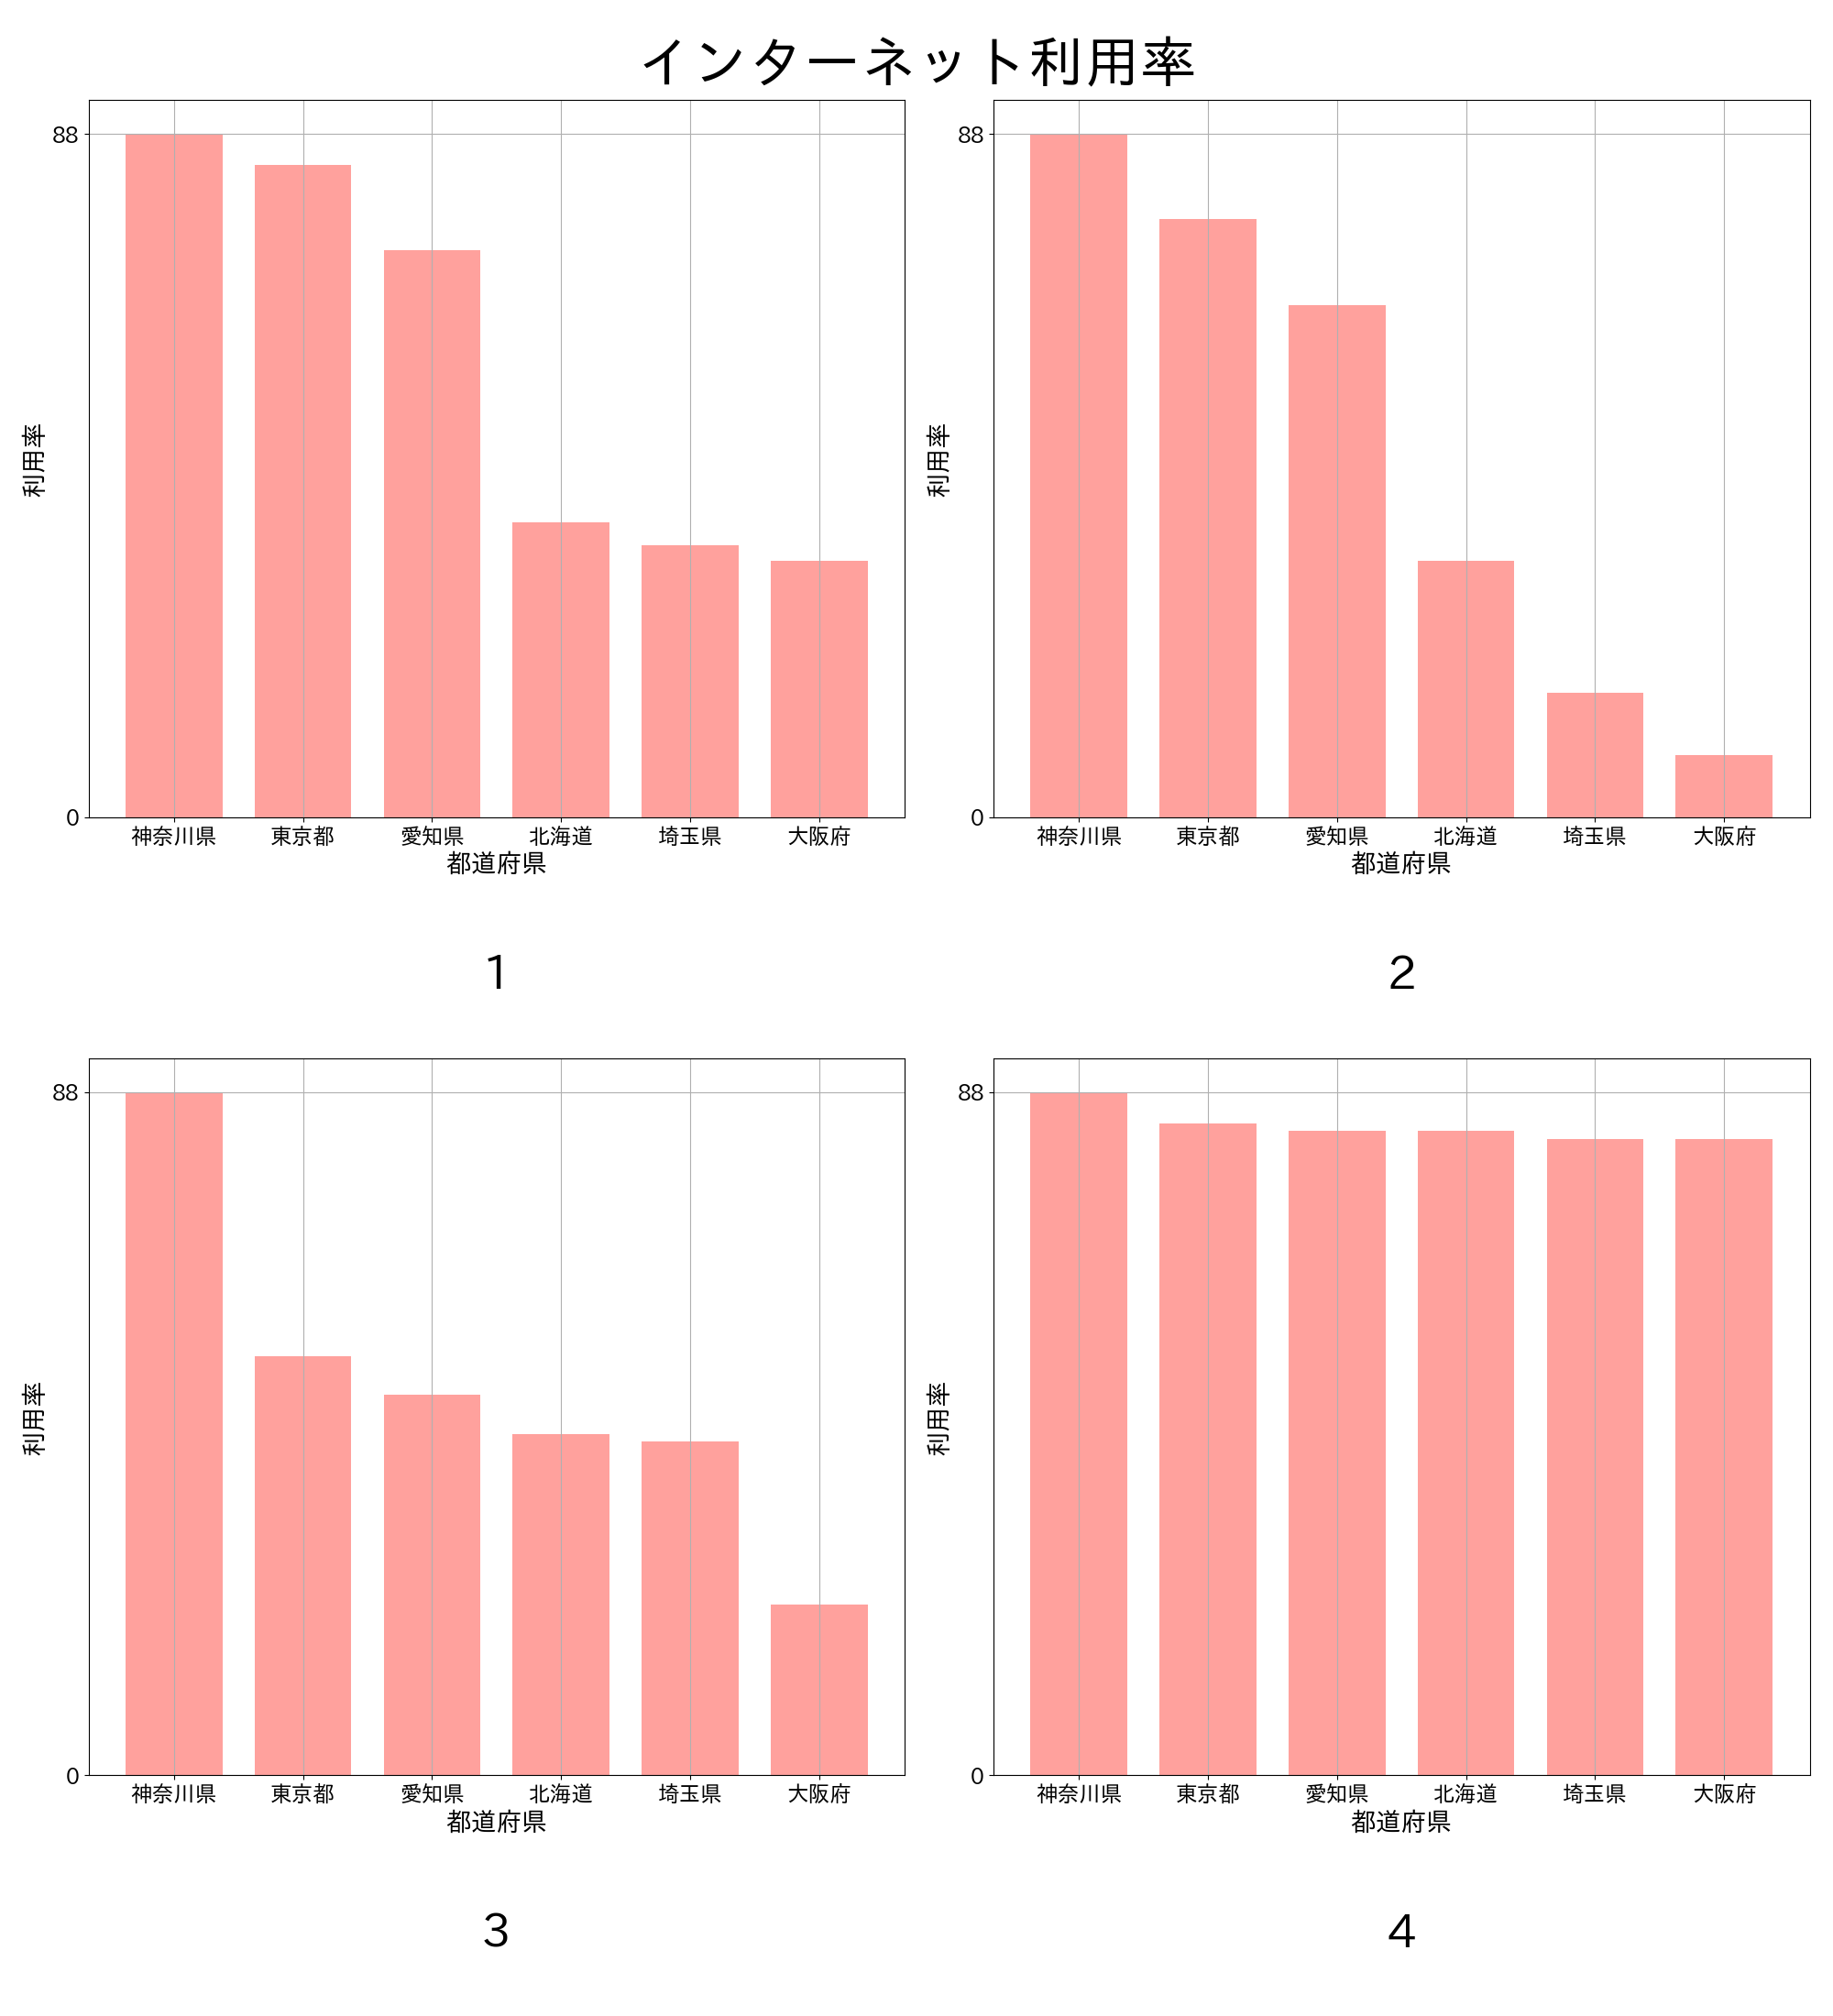 インターネット利用率
88
0
利用率
神奈川県 東京都 愛知県 北海道 埼玉県 大阪府
都道府県
1
88
0
利用率
神奈川県 東京都 愛知県 北海道 埼玉県 大阪府
都道府県
2
88
0
利用率
神奈川県 東京都 愛知県 北海道 埼玉県 大阪府
都道府県
3
88
0
利用率
神奈川県 東京都 愛知県 北海道 埼玉県 大阪府
都道府県
4